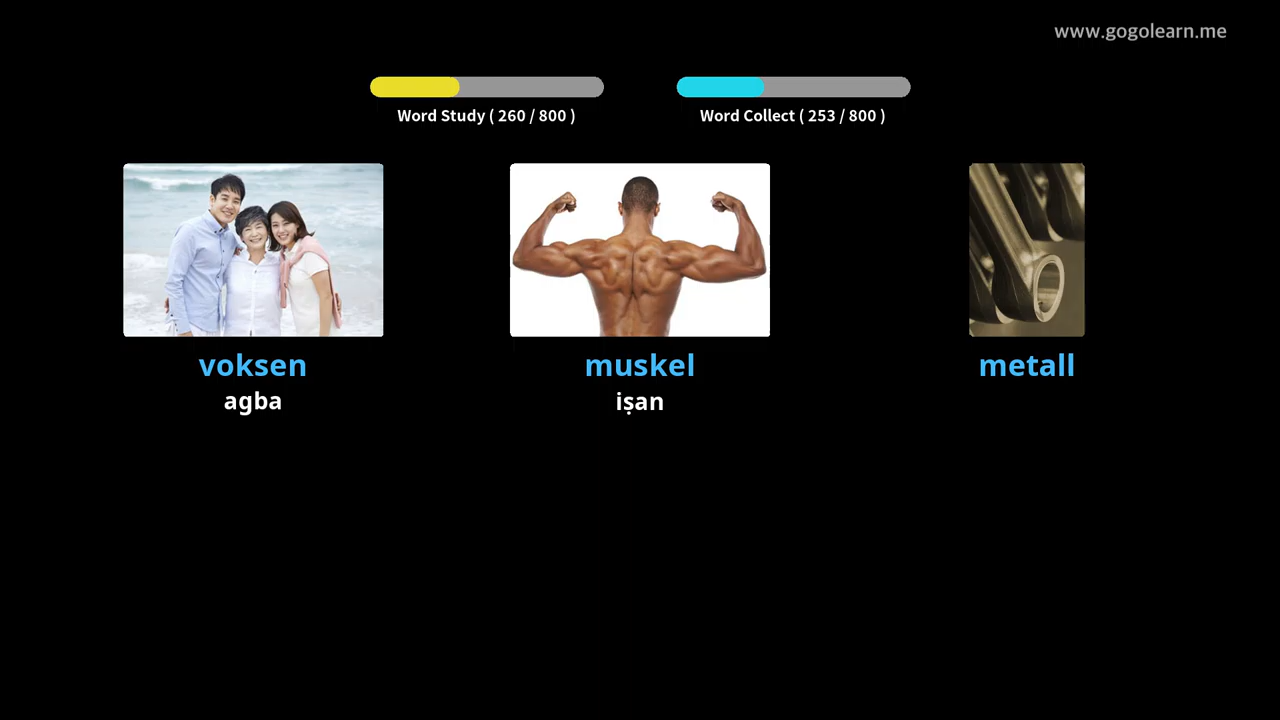 www.gogolearn.me
Word Study ( 260 / 800 )
Word Collect ( 253 / 800 )
voksen
muskel
metall
agba
iṣan